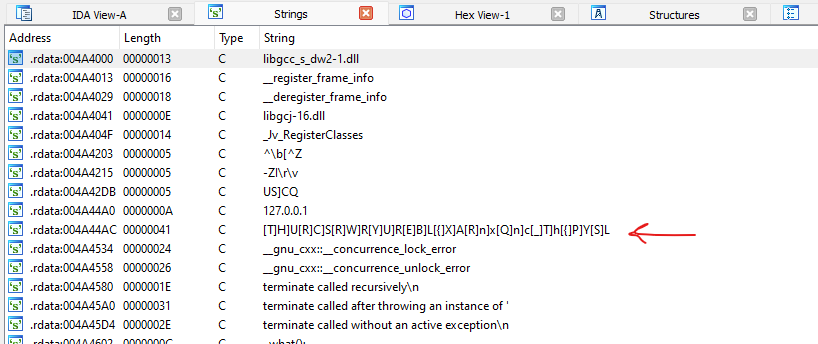 IDA View-A Strings Hex View-1 Structures
Address Length Type String
.rdata:004A4000 00000013 C libgcc_s_dw2-1.dll
.rdata:004A4013 00000016 C __register_frame_info
.rdata:004A4029 00000018 C __deregister_frame_info
.rdata:004A4041 0000000E C libgcj-16.dll
.rdata:004A404F 00000014 C _Jv_RegisterClasses
.rdata:004A4203 00000005 C ^\b[^Z
.rdata:004A4215 00000005 C -Zl\r\v
.rdata:004A42DB 00000005 C US]CQ
.rdata:004A44A0 0000000A C 127.0.0.1
.rdata:004A44AC 00000041 C [T]H]U[R]C]S[R]W]R[Y]U]R[E]B]L[{]X]A[R]n]x[Q]n]c[_]T]h[{]P]Y[S]L
.rdata:004A4534 00000024 C __gnu_cxx::__concurrence_lock_error
.rdata:004A4558 00000026 C __gnu_cxx::__concurrence_unlock_error
.rdata:004A4580 0000001E C terminate called recursively\n
.rdata:004A45A0 00000031 C terminate called after throwing an instance of '
.rdata:004A45D4 0000002E C terminate called without an active exception\n